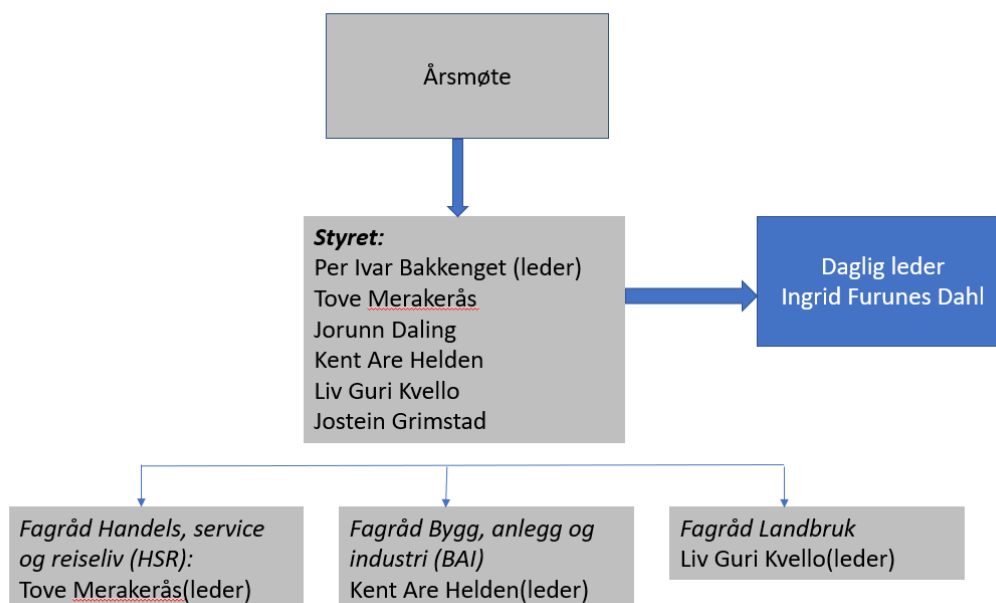 Årsmøte
Styret:
Per Ivar Bakkenget (leder)
Tove Merakerås
Jorunn Daling
Kent Are Helden
Liv Guri Kvello
Jostein Grimstad
Daglig leder
Ingrid Furunes Dahl
Fagråd Handels, service
og reiseliv (HSR):
Tove Merakerås(leder)
Fagråd Bygg, anlegg og
industri (BAI)
Kent Are Helden(leder)
Fagråd Landbruk
Liv Guri Kvello(leder)